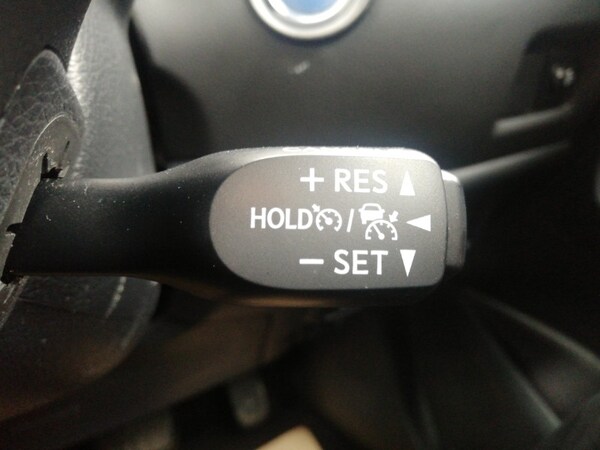 + RES
HOLD /
- SET